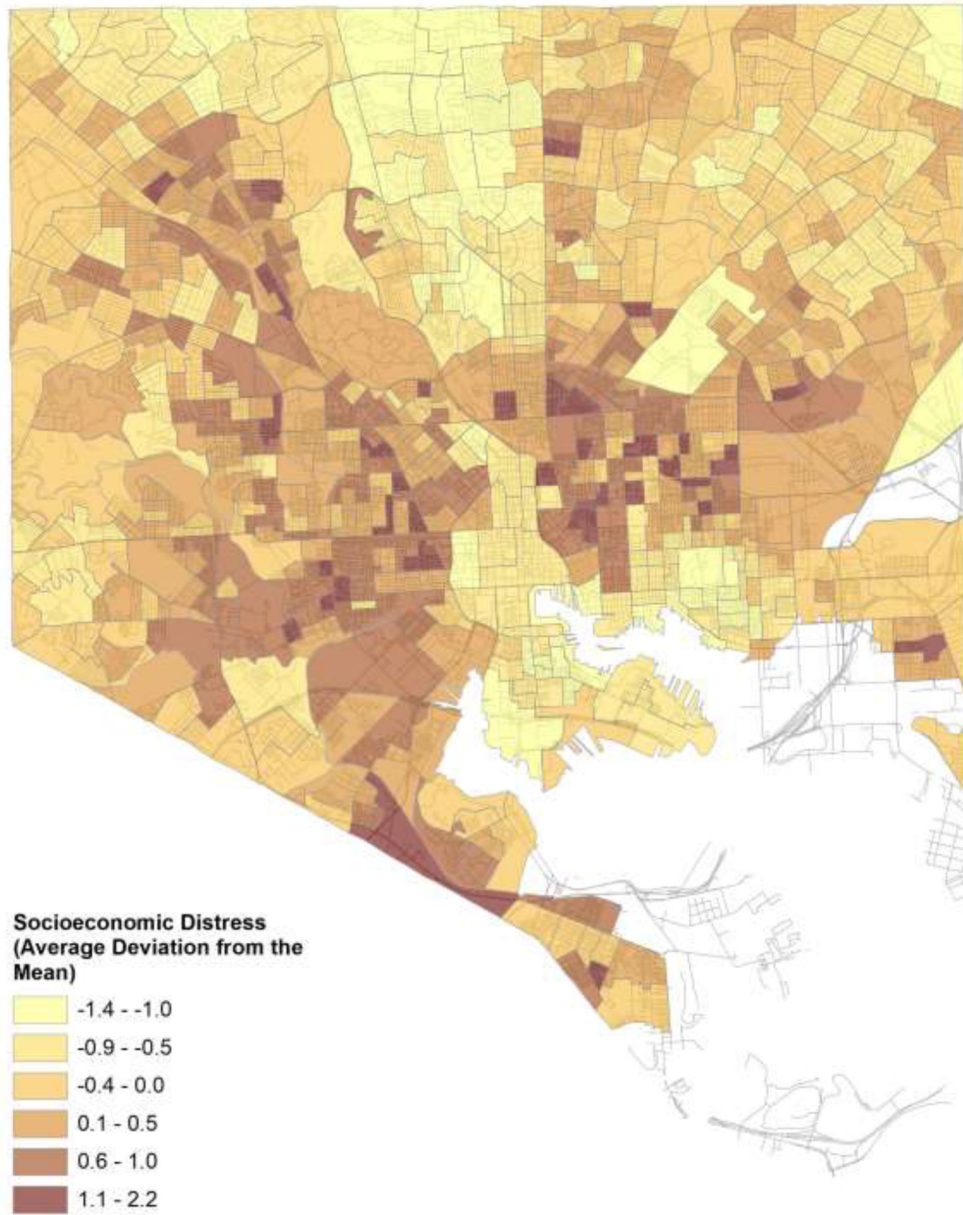 Socioeconomic Distress
(Average Deviation from the
Mean)
-1.4 - -1.0
-0.9 - -0.5
-0.4 - 0.0
0.1 - 0.5
0.6 - 1.0
1.1 - 2.2